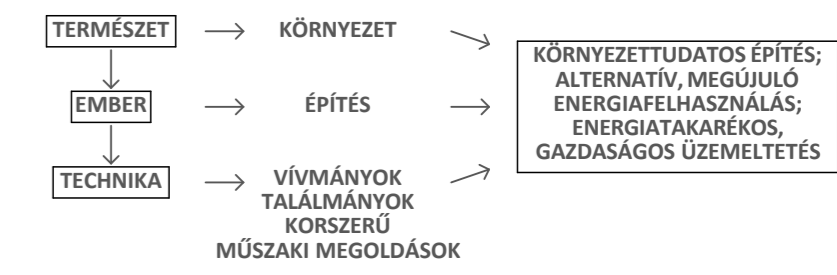 TERMÉSZET
KÖRNYEZET
EMBER
ÉPÍTÉS
TECHNIKA
VÍVMÁNYOK
TALÁLMÁNYOK
KORSZERŰ
MŰSZAKI MEGOLDÁSOK
KÖRNYEZETTUDATOS ÉPÍTÉS;
ALTERNATÍV, MEGÚJULÓ
ENERGIAFELHASZNÁLÁS;
ENERGIATAKARÉKOS,
GAZDASÁGOS ÜZEMELTETÉS